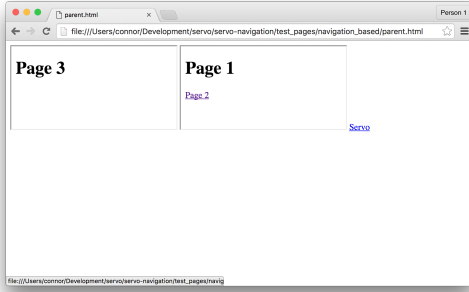 parent.html
Person 1
file:///Users/connor/Development/servo/servo-navigation/test_pages/navigation_based/parent.html
Page 3
Page 1
Page 2
Servo
file:///Users/connor/Development/servo/servo-navigation/test_pages/navig